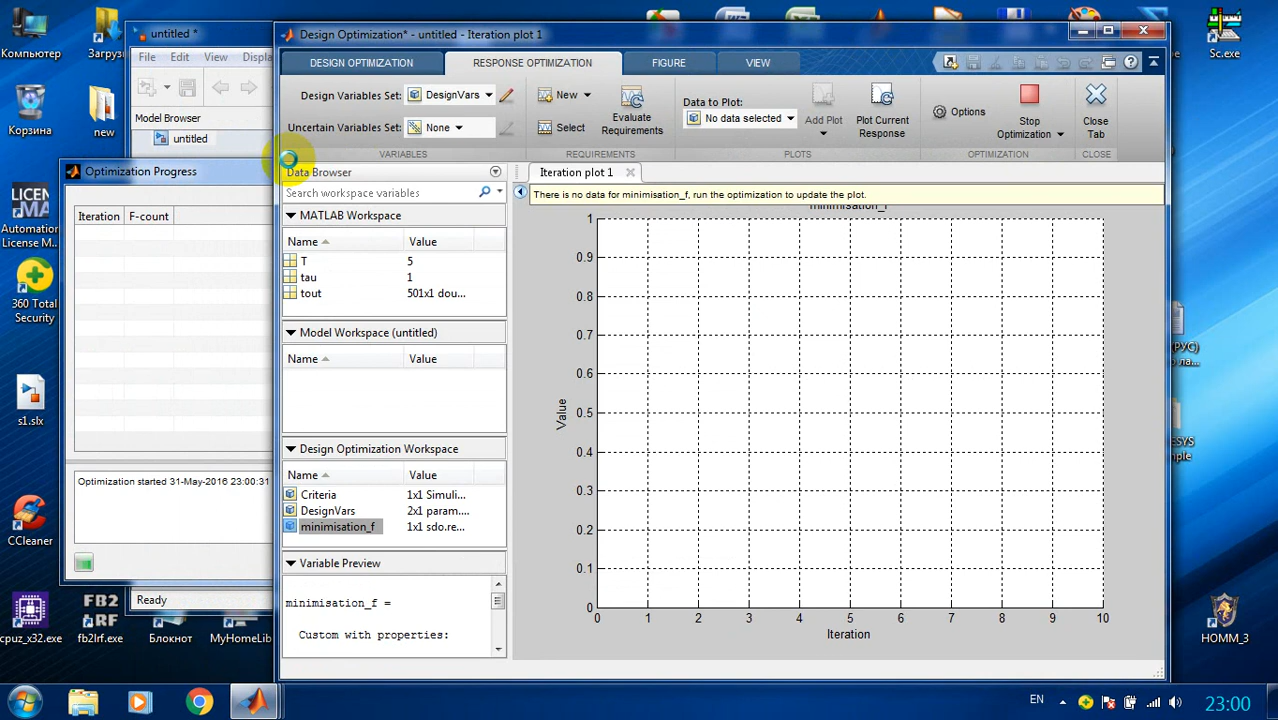 Компьютер
Загрузн
Корзина
new
LICEN
Automation
License M...
360 Total
Security
s1.slx
CCleaner
cpuz_x32.exe
FB2
LRF
fb2lrf.exe
Блокнот
MyHomeLib
Sc.exe
(РУС)
HOMM_3
untitled *
File Edit View
Model Browser
untitled
Ready
Optimization Progress
Iteration F-count
Optimization started 31-May-2016 23:00:31
Design Optimization - untitled - Iteration plot 1
DESIGN OPTIMIZATION RESPONSE OPTIMIZATION FIGURE VIEW
Design Variables Set: DesignVars
Uncertain Variables Set: None
VARIABLES
New
Select
Evaluate
Requirements
REQUIREMENTS
Data to Plot:
No data selected
Add Plot
Plot Current
Response
PLOTS
Options
Stop
Optimization
OPTIMIZATION
Close
Tab
CLOSE
Data Browser
Search workspace variables
MATLAB Workspace
Name Value
T 5
tau 1
tout 501x1 dou...
Model Workspace (untitled)
Name Value
Design Optimization Workspace
Name Value
Criteria 1x1 Simuli...
DesignVars 2x1 param....
minimisation_f 1x1 sdo.re...
Variable Preview
minimisation_f =
Custom with properties:
Iteration plot 1
There is no data for minimisation_f, run the optimization to update the plot.
minimisation_f
1
0.9
0.8
0.7
0.6
0.5
0.4
0.3
0.2
0.1
0
Value
0 1 2 3 4 5 6 7 8 9 10
Iteration
EN
23:00